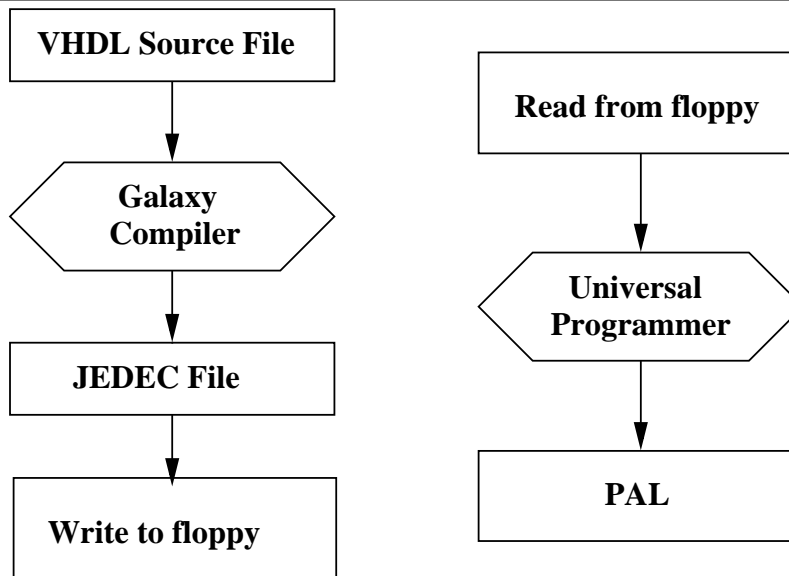 VHDL Source File
Galaxy
Compiler
JEDEC File
Write to floppy
Read from floppy
Universal
Programmer
PAL